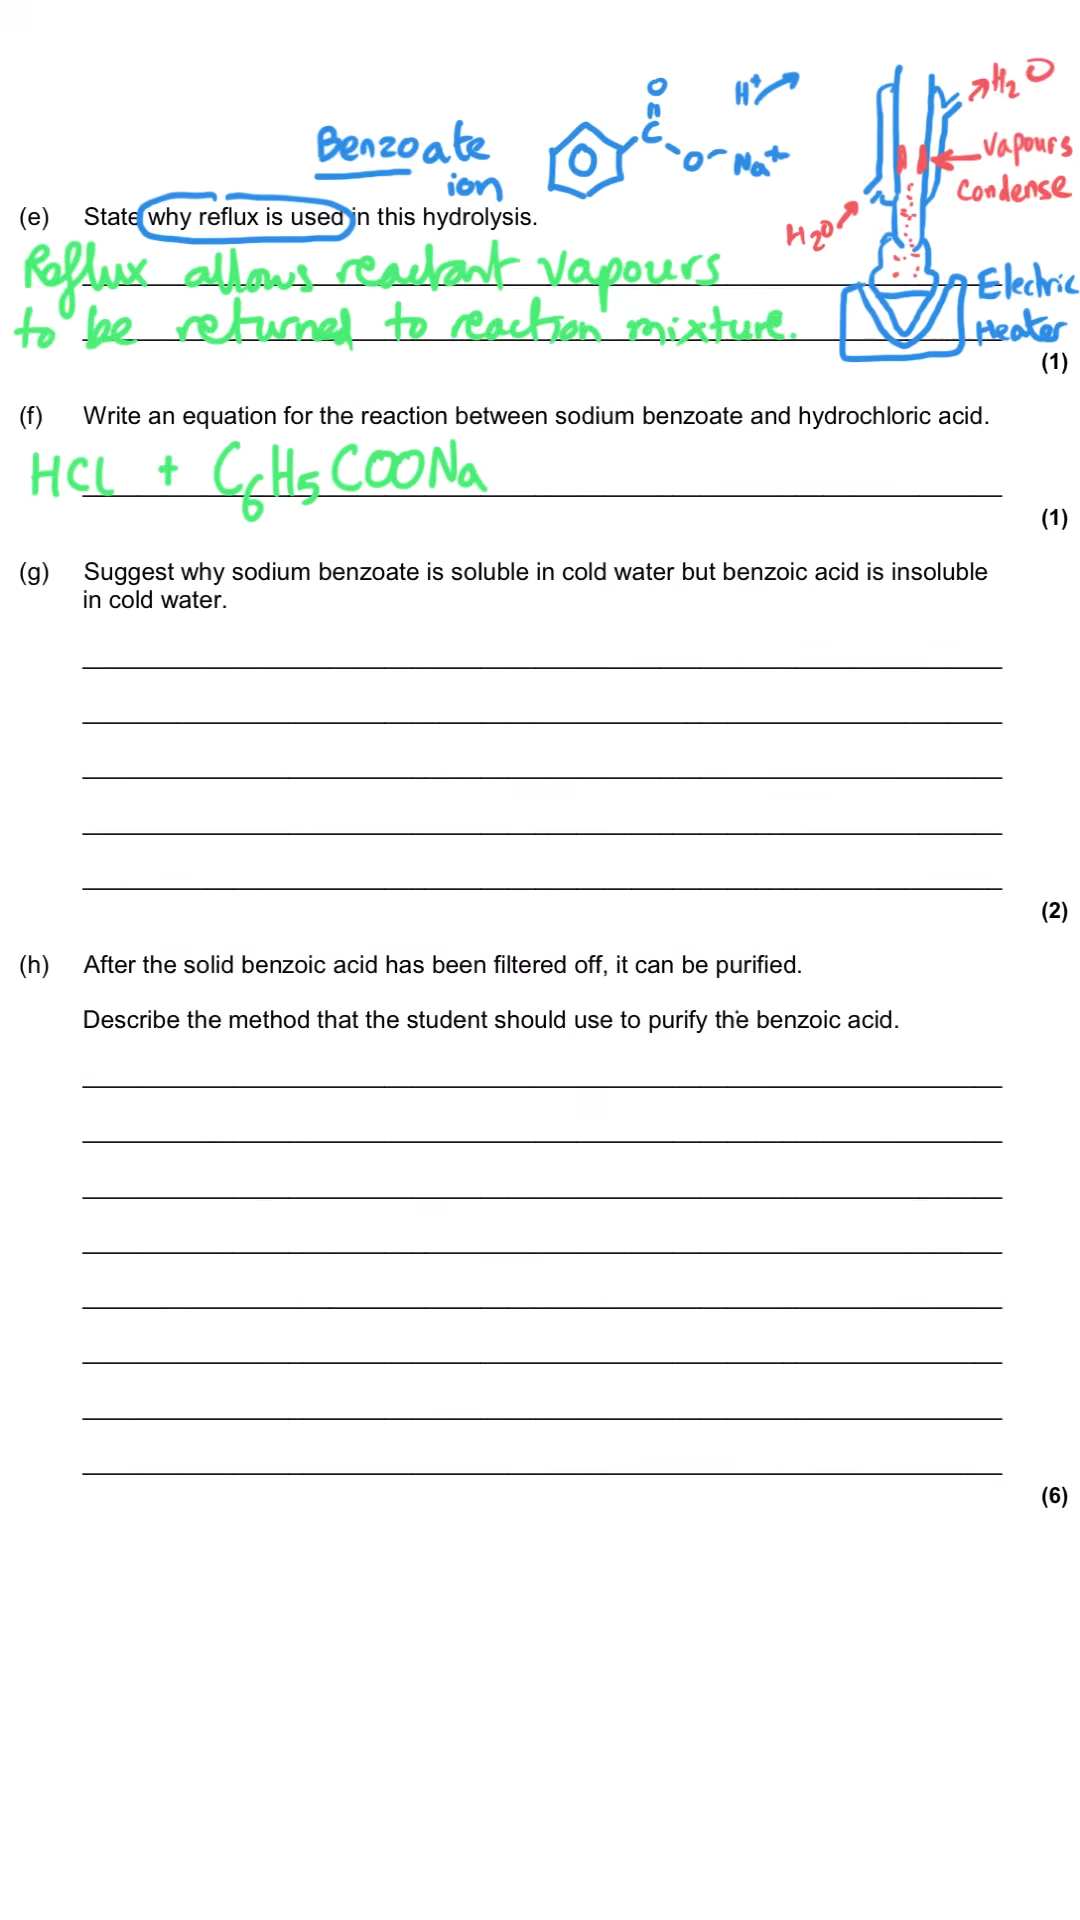 Benzoate
ion
O
C
O⁻ Na⁺
H⁺
H₂O
Vapours
Condense
H₂O
(e) State why reflux is used in this hydrolysis.
Reflux allows reactant vapours
to be returned to reaction mixture.
Electric
Heater
(1)
(f) Write an equation for the reaction between sodium benzoate and hydrochloric acid.
HCl + C₆H₅COONa
(1)
(g) Suggest why sodium benzoate is soluble in cold water but benzoic acid is insoluble
in cold water.
(2)
(h) After the solid benzoic acid has been filtered off, it can be purified.
Describe the method that the student should use to purify the benzoic acid.
(6)